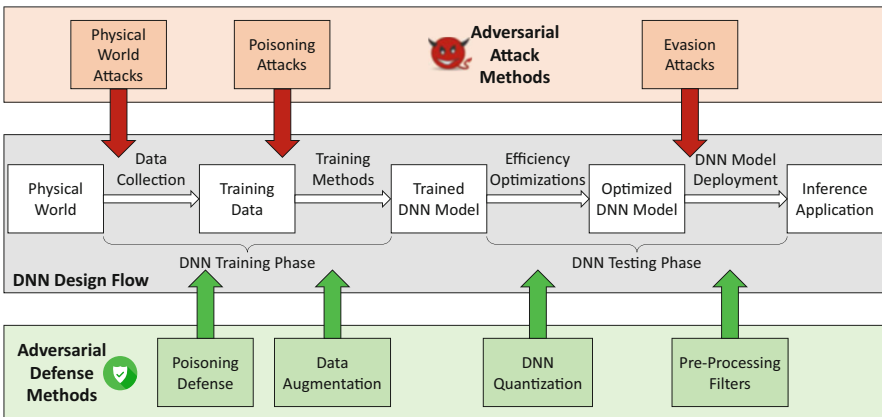 Physical
World
Attacks
Poisoning
Attacks
Adversarial
Attack
Methods
Evasion
Attacks
Data
Collection
Training
Methods
Efficiency
Optimizations
DNN Model
Deployment
Physical
World
Training
Data
Trained
DNN Model
Optimized
DNN Model
Inference
Application
DNN Training Phase
DNN Testing Phase
DNN Design Flow
Adversarial
Defense
Methods
Poisoning
Defense
Data
Augmentation
DNN
Quantization
Pre-Processing
Filters